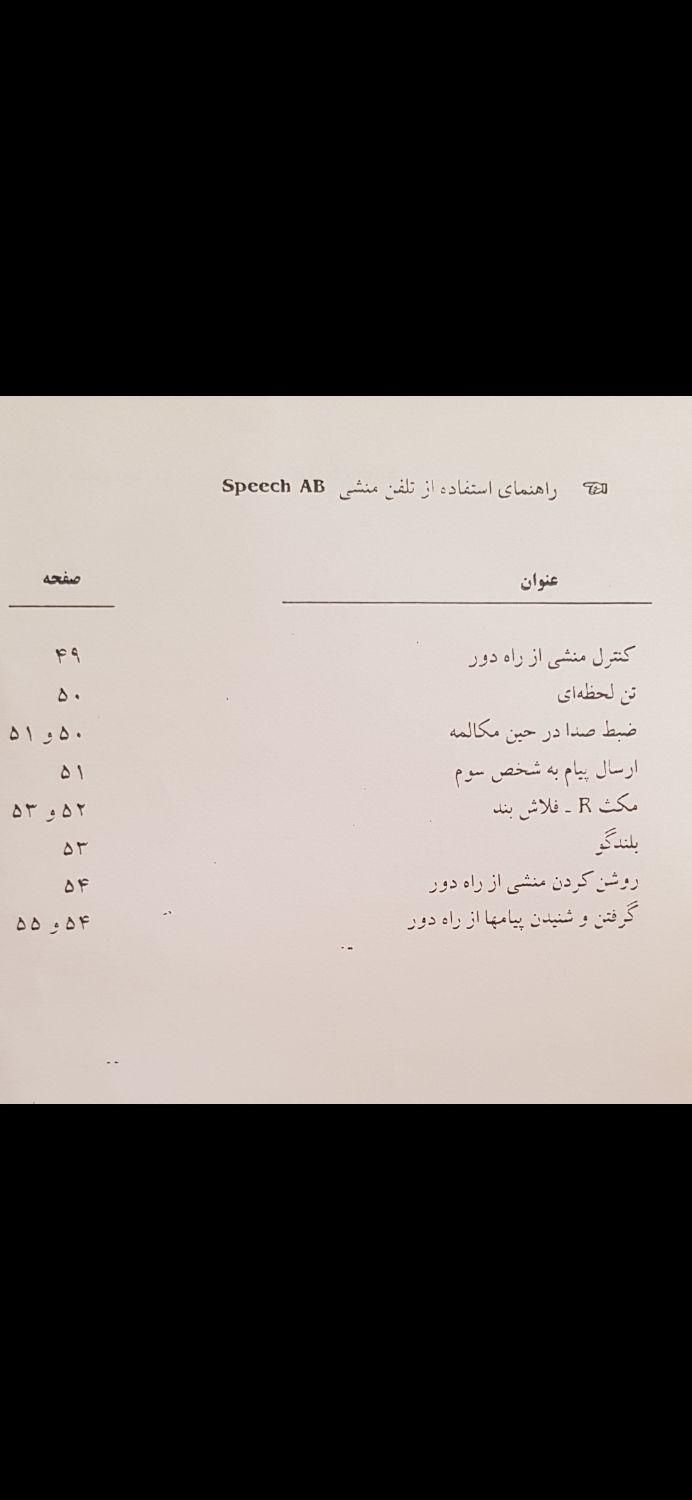 راهنمای استفاده از تلفن منشی Speech AB
عنوان صفحه
کنترل منشی از راه دور ۴۹
تن لحظه‌ای ۵۰
ضبط صدا در حین مکالمه ۵۰ و ۵۱
ارسال پیام به شخص سوم ۵۱
مکث R ـ فلاش بند ۵۲ و ۵۳
بلندگو ۵۳
روشن کردن منشی از راه دور ۵۴
گرفتن و شنیدن پیامها از راه دور ۵۴ و ۵۵